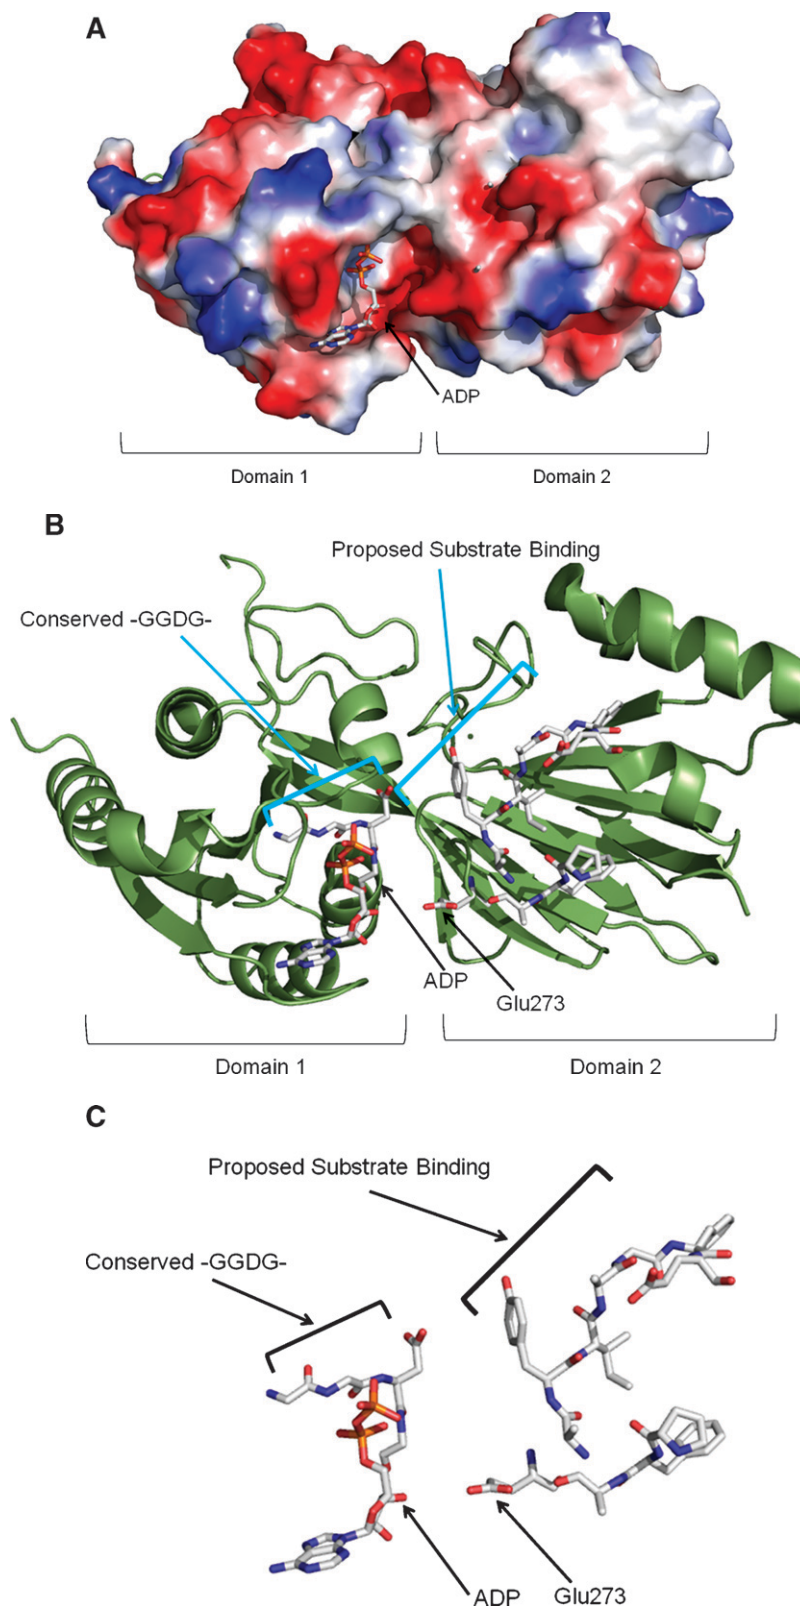 A
ADP
Domain 1
Domain 2
B
Proposed Substrate Binding
Conserved -GGDG-
ADP
Glu273
Domain 1
Domain 2
C
Proposed Substrate Binding
Conserved -GGDG-
ADP
Glu273